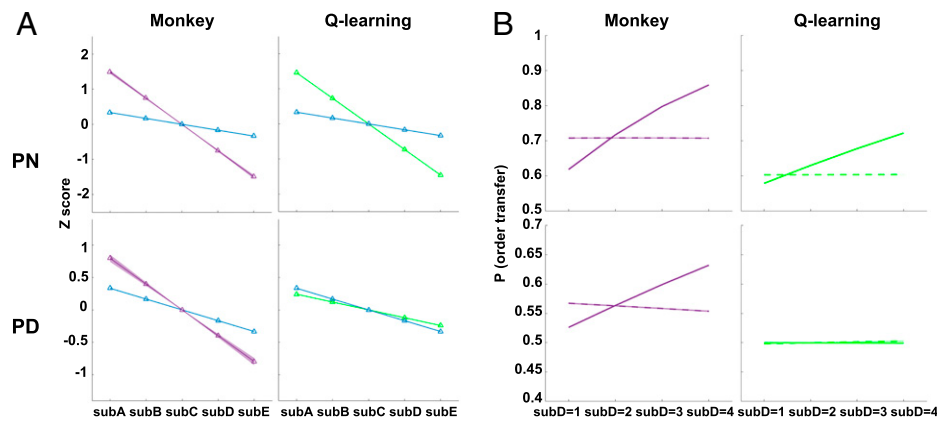 A
Monkey
Q-learning
B
Monkey
Q-learning
PN
PD
Z score
2
1
0
-1
-2
1
0.5
0
-0.5
-1
subA subB subC subD subE
subA subB subC subD subE
P (order transfer)
1
0.9
0.8
0.7
0.6
0.5
0.7
0.65
0.6
0.55
0.5
0.45
0.4
subD=1 subD=2 subD=3 subD=4
subD=1 subD=2 subD=3 subD=4